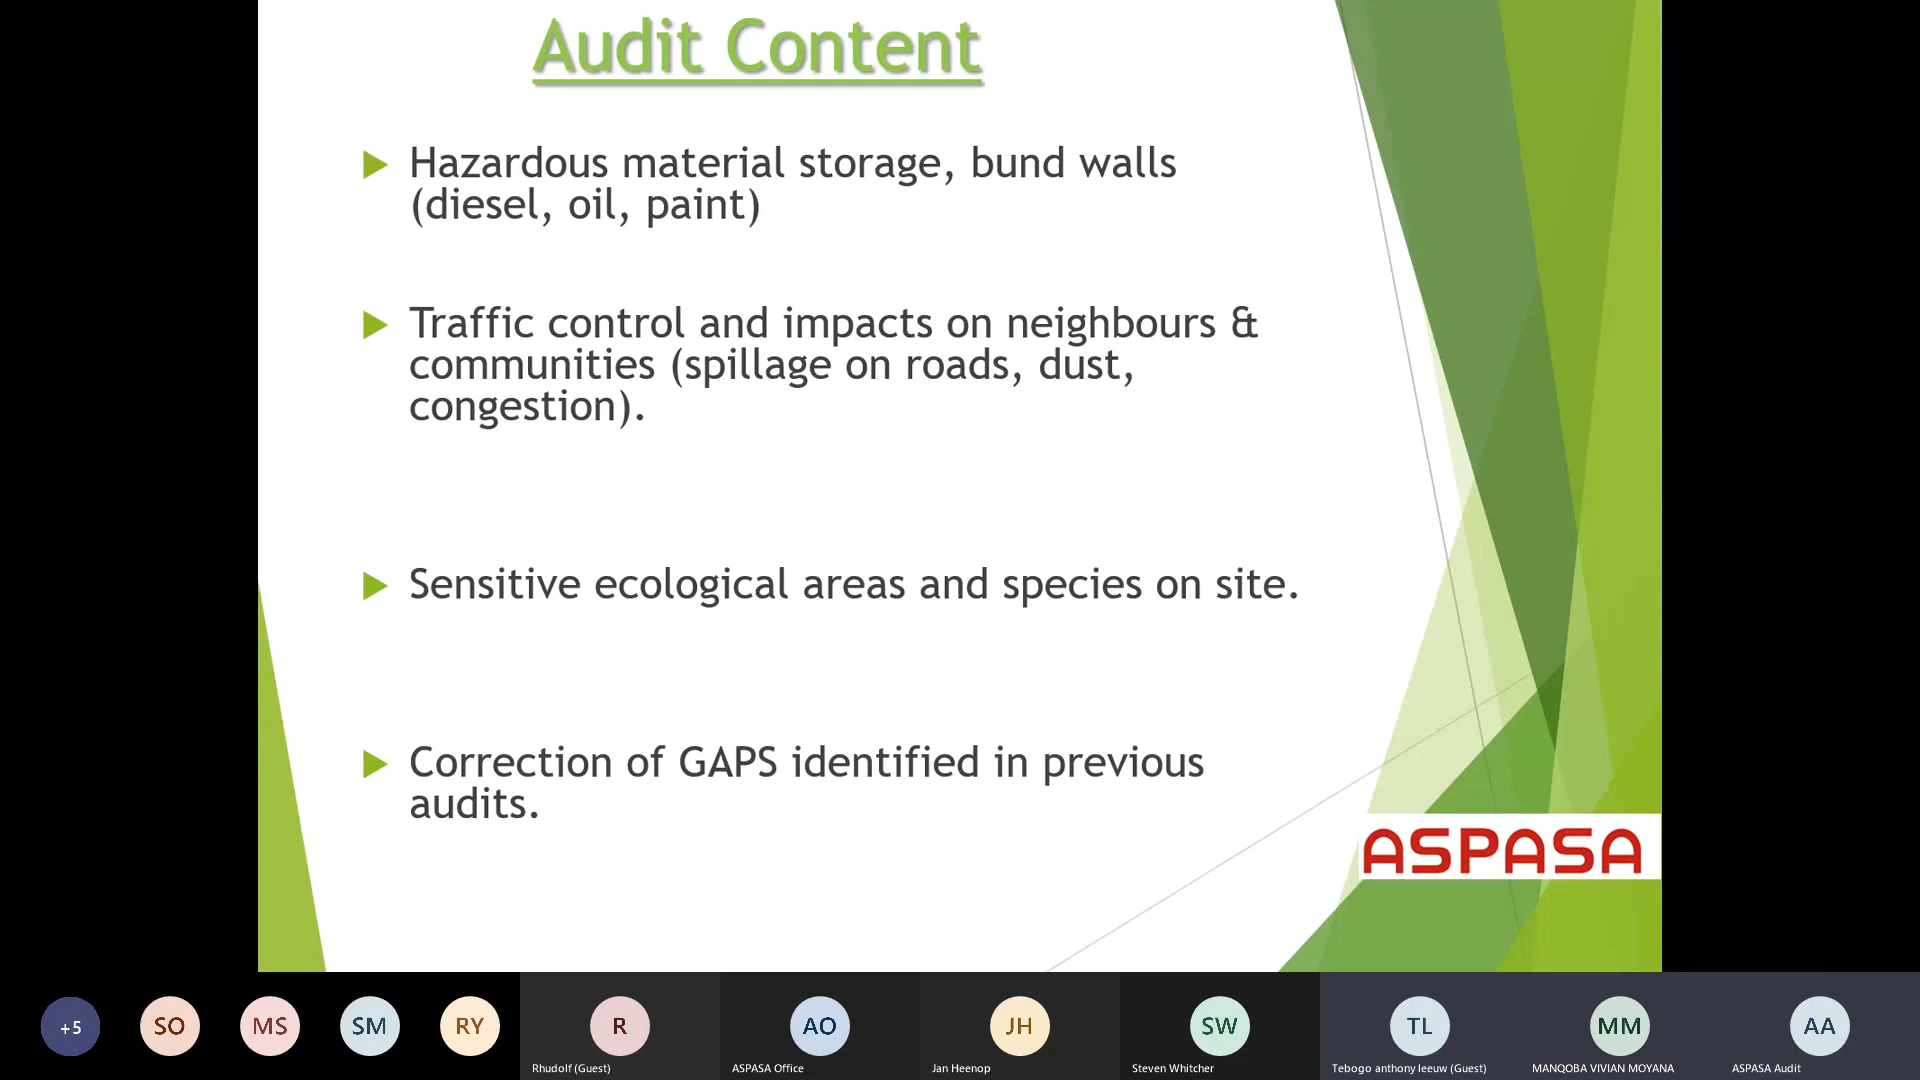 Audit Content
Hazardous material storage, bund walls
(diesel, oil, paint)
Traffic control and impacts on neighbours &
communities (spillage on roads, dust,
congestion).
Sensitive ecological areas and species on site.
Correction of GAPS identified in previous
audits.
ASPASA
+5 SO MS SM RY R AO JH SW TL MM AA
Rhudolf (Guest) ASPASA Office Jan Heenop Steven Whitcher Tebogo anthony leeuw (Guest) MANQOBA VIVIAN MOYANA ASPASA Audit